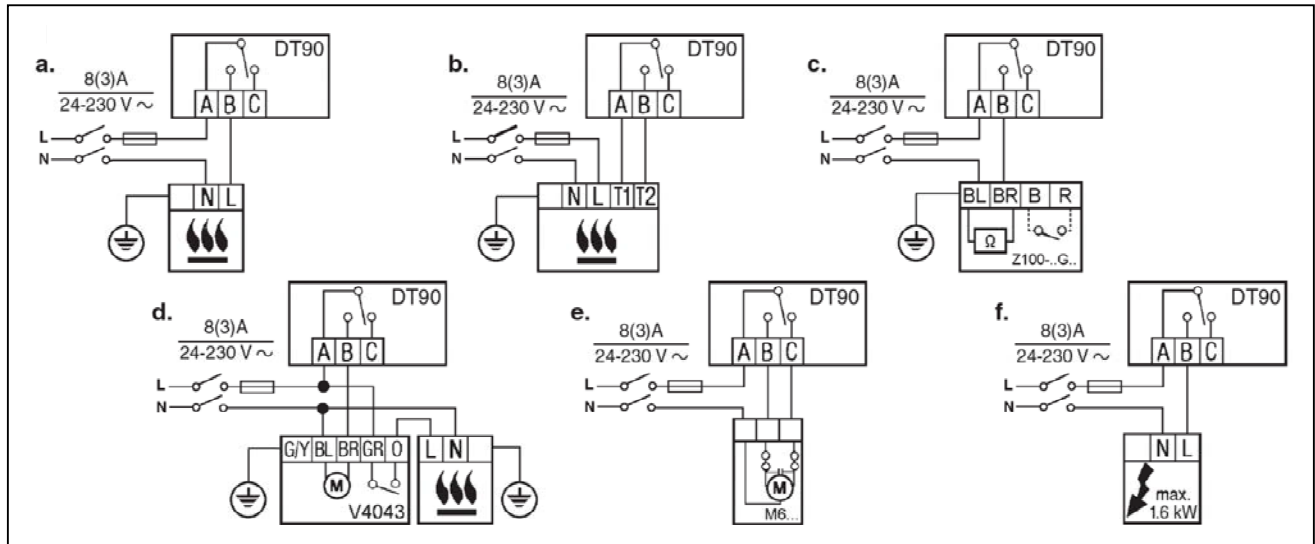 a.
8(3)A
24-230 V ~
DT90
A B C
L
N
N L
b.
8(3)A
24-230 V ~
DT90
A B C
L
N
N L T1 T2
c.
8(3)A
24-230 V ~
DT90
A B C
L
N
BL BR B R
Ω
Z100-..G..
d.
8(3)A
24-230 V ~
DT90
A B C
L
N
G/Y BL BR GR O
M
V4043
L N
e.
8(3)A
24-230 V ~
DT90
A B C
L
N
M
M6...
f.
8(3)A
24-230 V ~
DT90
A B C
L
N
N L
max.
1.6 kW